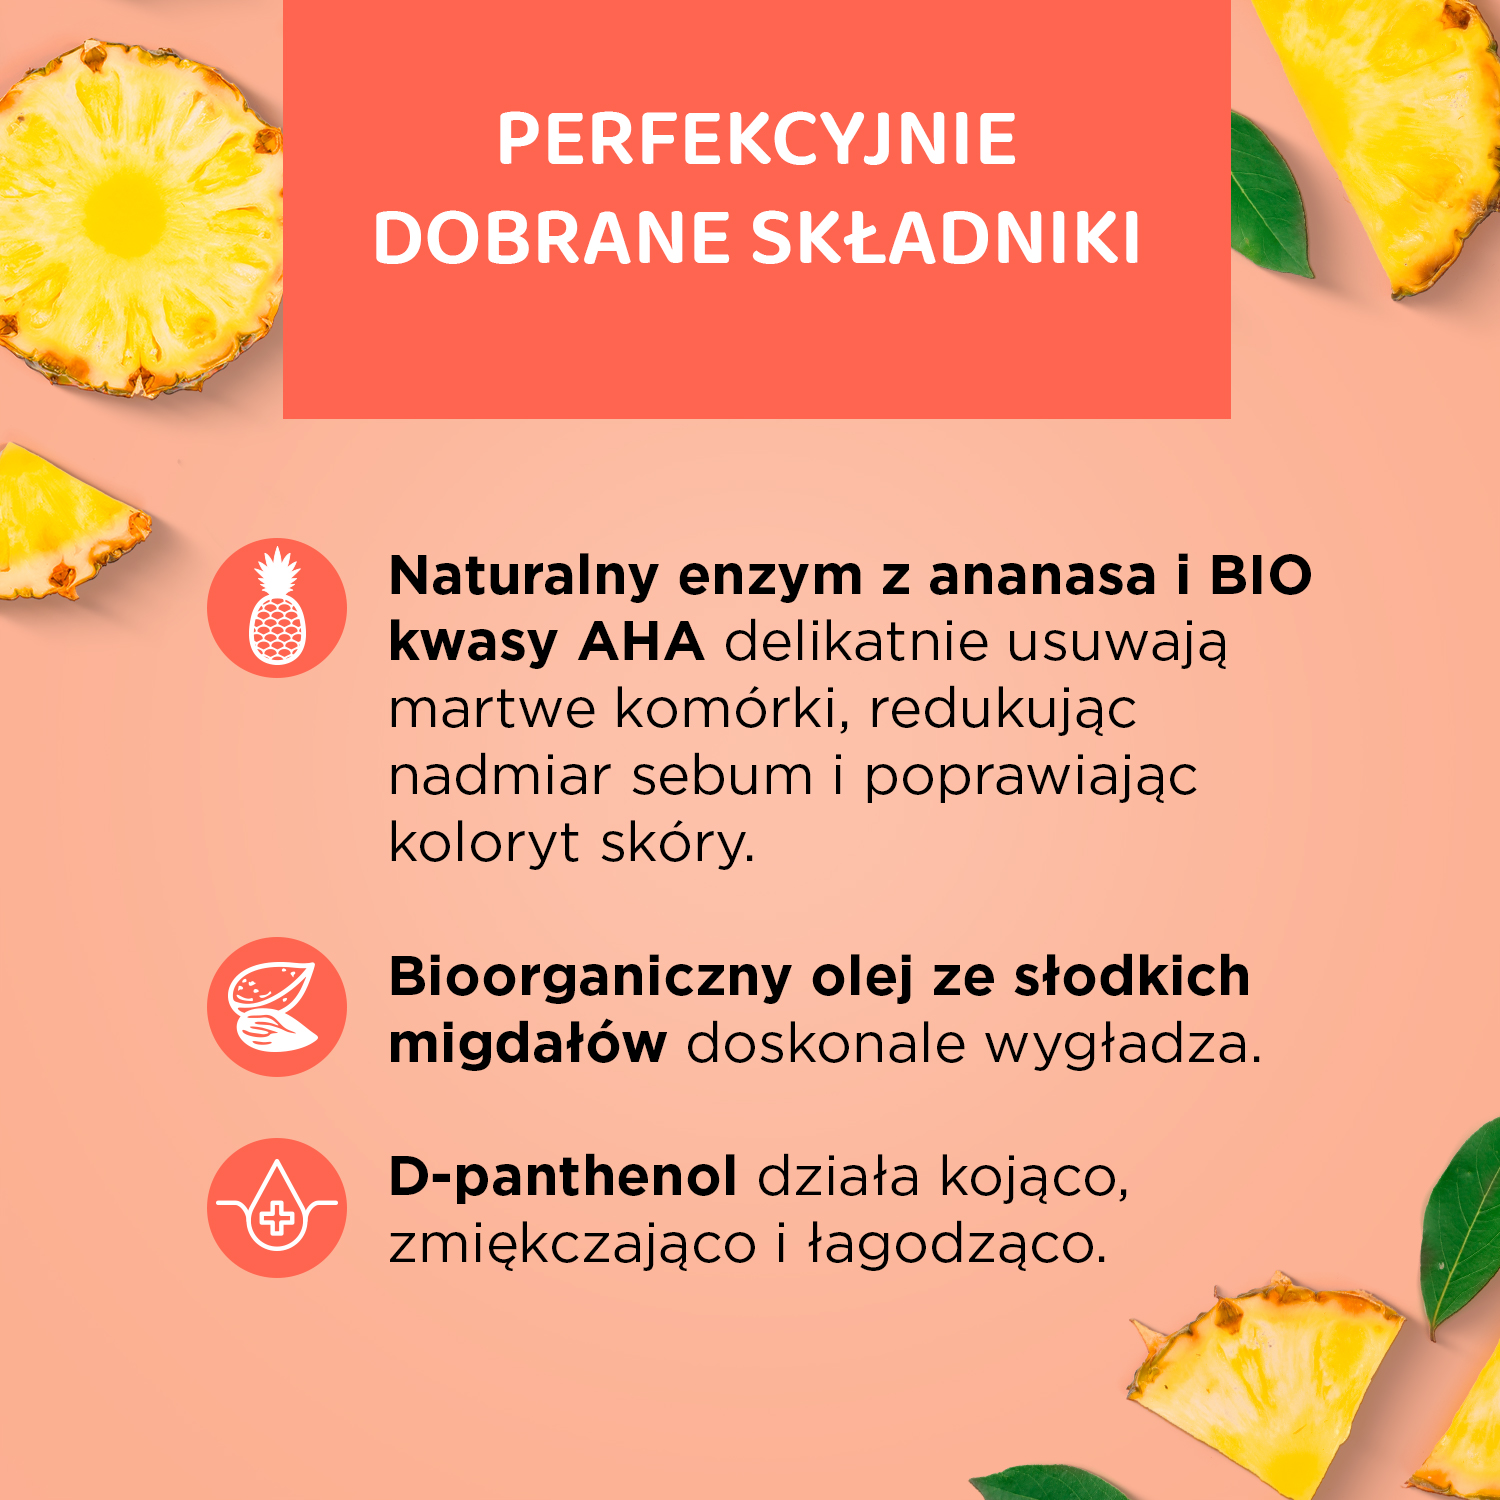 PERFEKCYJNIE
DOBRANE SKŁADNIKI
Naturalny enzym z ananasa i BIO
kwasy AHA delikatnie usuwają
martwe komórki, redukując
nadmiar sebum i poprawiając
koloryt skóry.
Bioorganiczny olej ze słodkich
migdałów doskonale wygładza.
D-panthenol działa kojąco,
zmiękczająco i łagodząco.